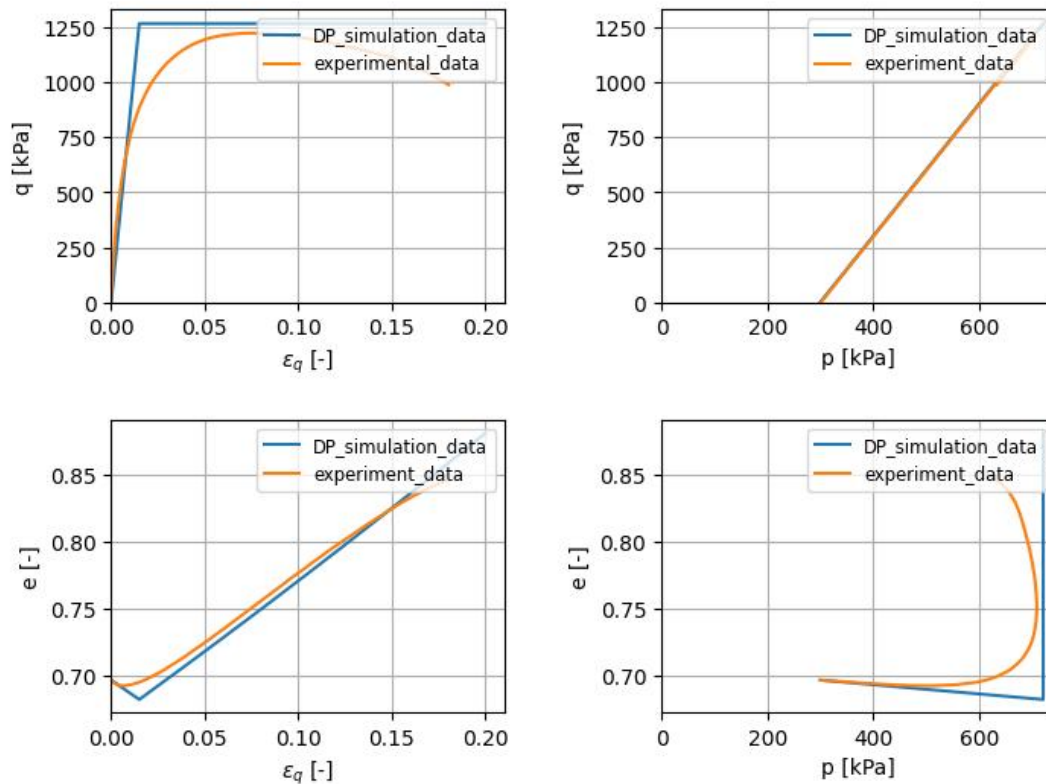 1250
1000
750
500
250
0
q [kPa]
DP_simulation_data
experimental_data
0.00
0.05
0.10
0.15
0.20
ε_q [-]
1250
1000
750
500
250
0
q [kPa]
DP_simulation_data
experiment_data
0
200
400
600
p [kPa]
0.85
0.80
0.75
0.70
e [-]
DP_simulation_data
experiment_data
0.00
0.05
0.10
0.15
0.20
ε_q [-]
0.85
0.80
0.75
0.70
e [-]
DP_simulation_data
experiment_data
0
200
400
600
p [kPa]